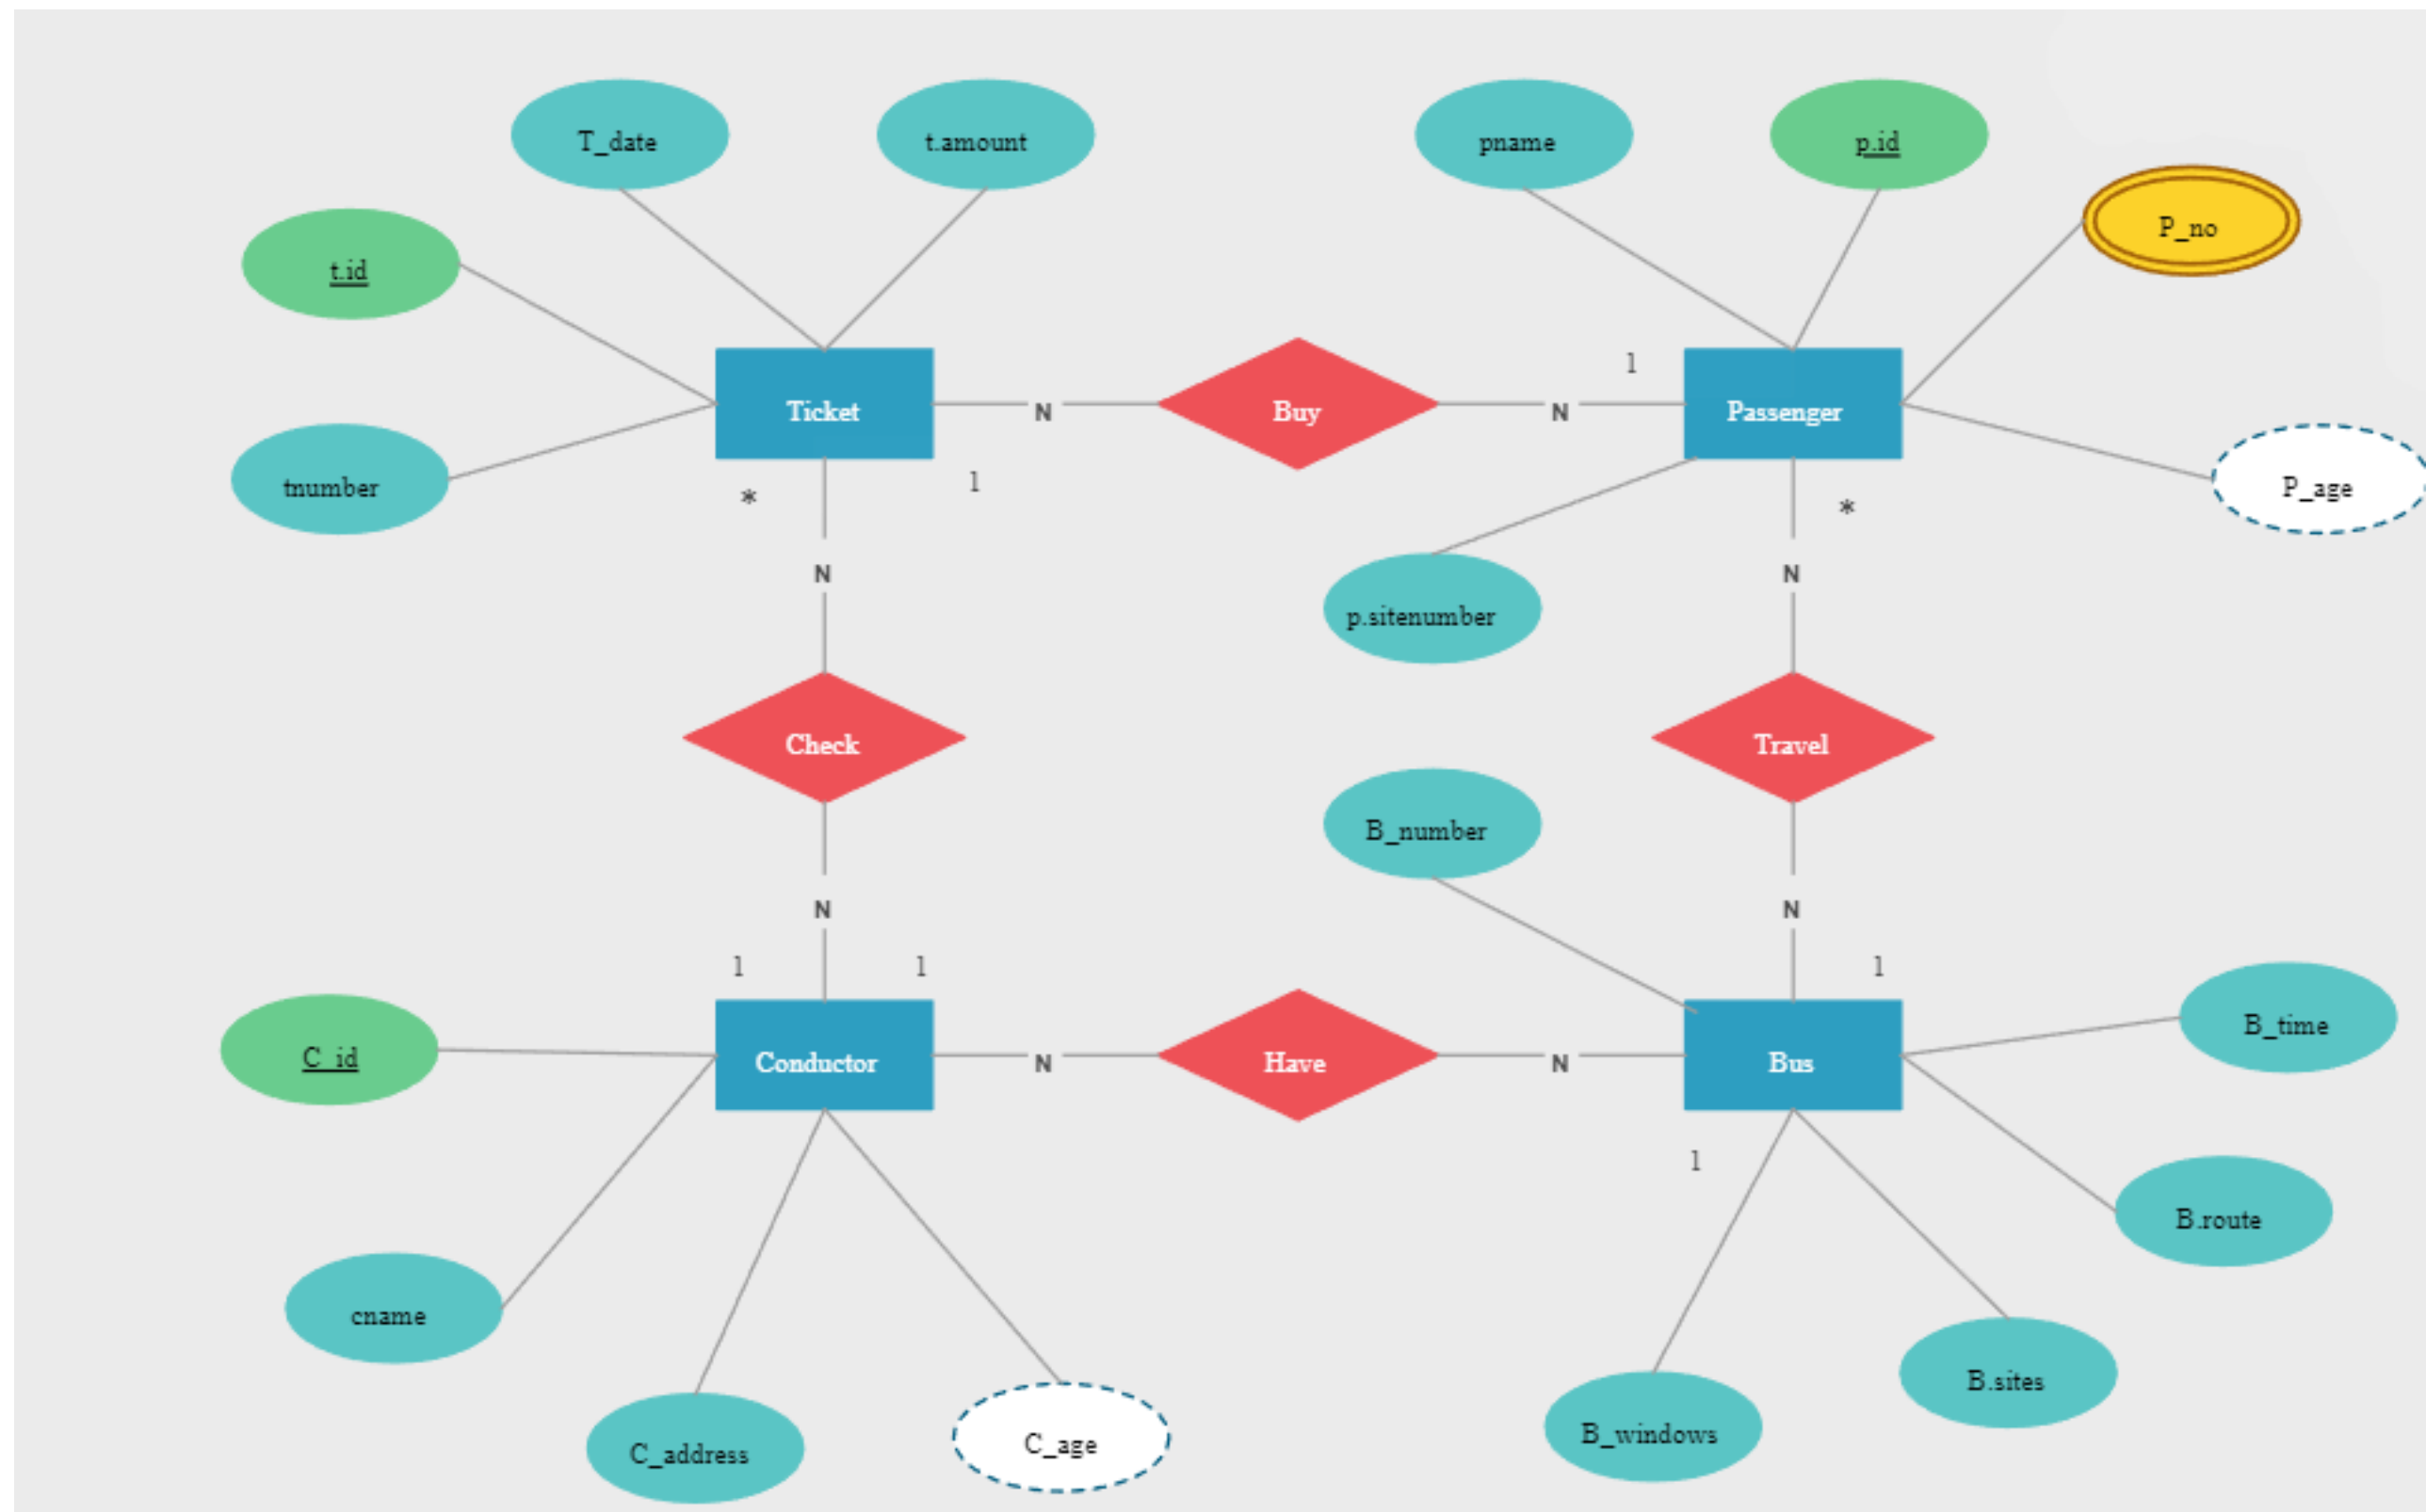 T_date
t.amount
pname
p.id
P_no
t.id
1
Ticket
N
Buy
N
Passenger
tnumber
*
1
*
P_age
N
N
p.sitenumber
Check
Travel
B_number
N
N
1
1
1
B_time
C_id
Conductor
N
Have
N
Bus
1
B.route
cname
B.sites
B_windows
C_address
C_age